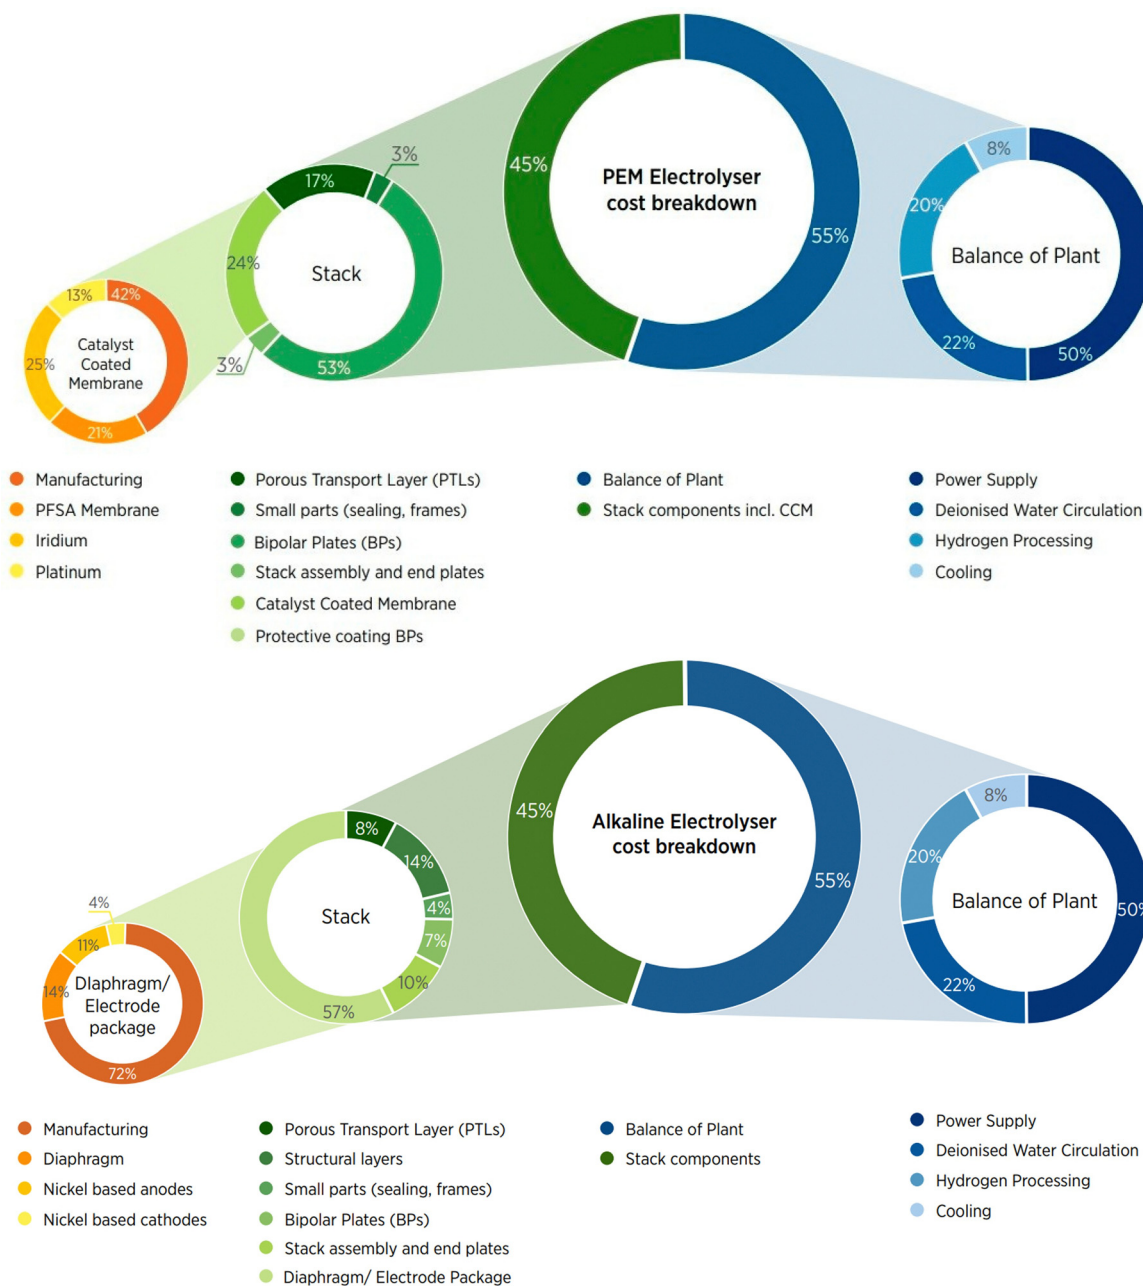 PEM Electrolyser
cost breakdown
45%
55%
Stack
17%
3%
53%
3%
24%
Catalyst
Coated
Membrane
42%
21%
25%
13%
Balance of Plant
50%
22%
20%
8%
Manufacturing
PFSA Membrane
Iridium
Platinum
Porous Transport Layer (PTLs)
Small parts (sealing, frames)
Bipolar Plates (BPs)
Stack assembly and end plates
Catalyst Coated Membrane
Protective coating BPs
Balance of Plant
Stack components incl. CCM
Power Supply
Deionised Water Circulation
Hydrogen Processing
Cooling
Alkaline Electrolyser
cost breakdown
45%
55%
Stack
8%
14%
4%
7%
10%
57%
DIaphragm/
Electrode
package
4%
11%
14%
72%
Balance of Plant
50%
22%
20%
8%
Manufacturing
Diaphragm
Nickel based anodes
Nickel based cathodes
Porous Transport Layer (PTLs)
Structural layers
Small parts (sealing, frames)
Bipolar Plates (BPs)
Stack assembly and end plates
Diaphragm/ Electrode Package
Balance of Plant
Stack components
Power Supply
Deionised Water Circulation
Hydrogen Processing
Cooling